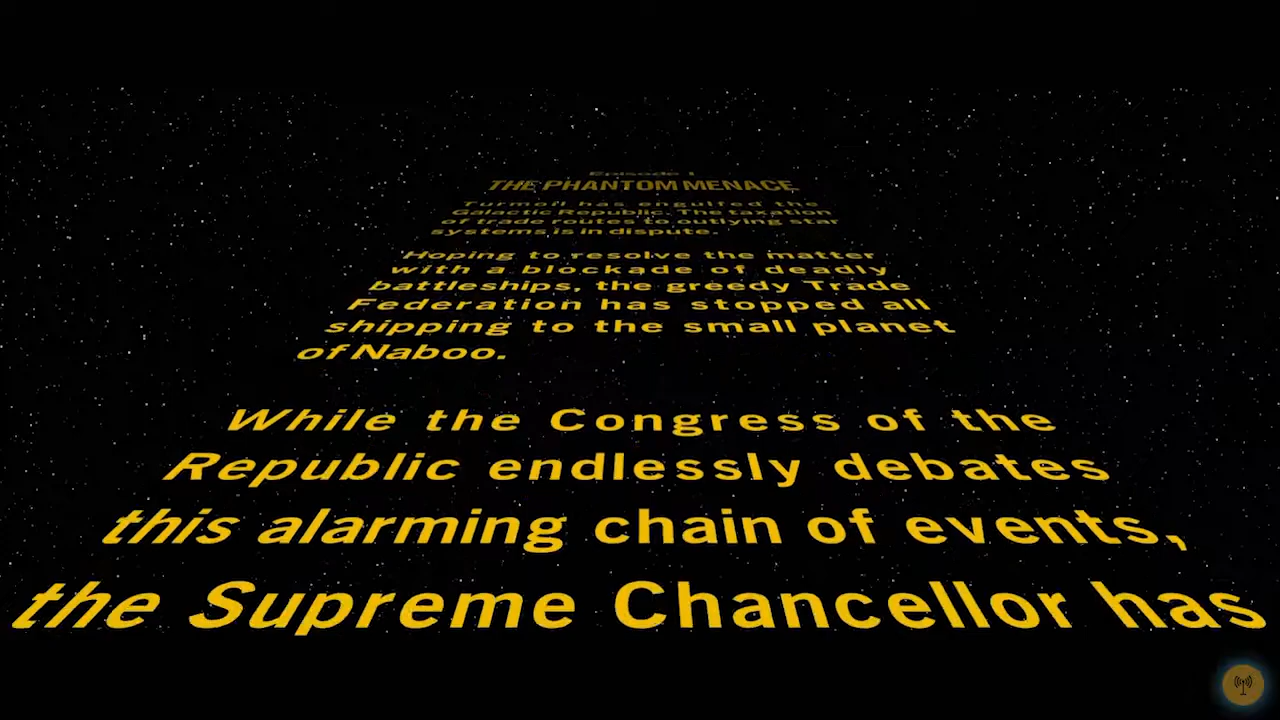 Episode I
THE PHANTOM MENACE
Turmoil has engulfed the
Galactic Republic. The taxation
of trade routes to outlying star
systems is in dispute.
Hoping to resolve the matter
with a blockade of deadly
battleships, the greedy Trade
Federation has stopped all
shipping to the small planet
of Naboo.
While the Congress of the
Republic endlessly debates
this alarming chain of events,
the Supreme Chancellor has